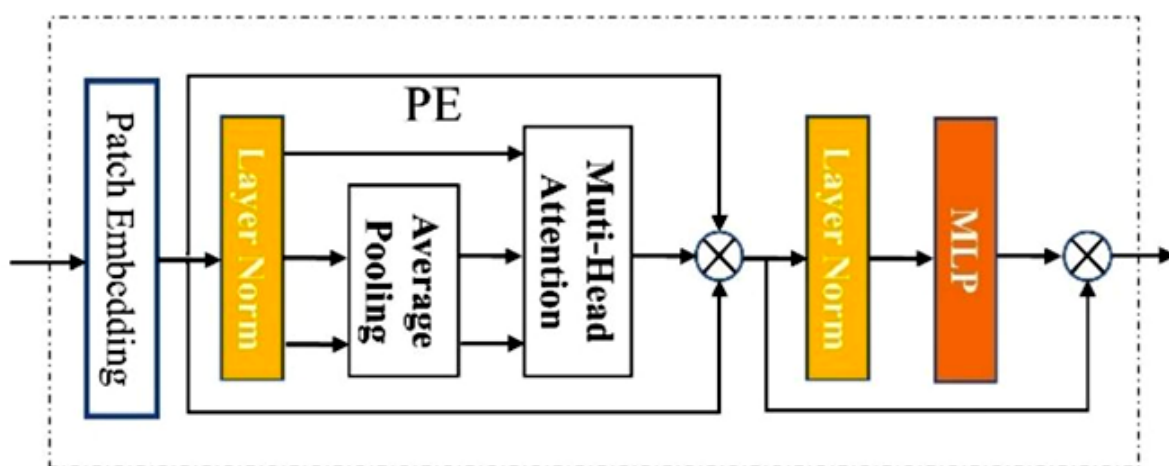 Patch Embedding
PE
Layer Norm
Average
Pooling
Muti-Head
Attention
Layer Norm
MLP